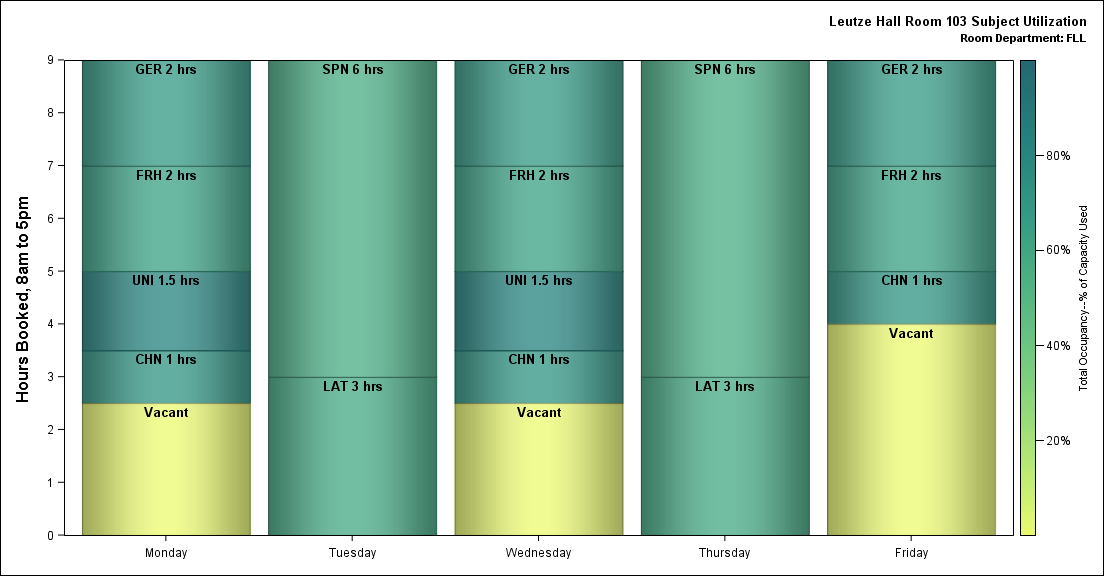 Leutze Hall Room 103 Subject Utilization
Room Department: FLL
Hours Booked, 8am to 5pm
9
8
7
6
5
4
3
2
1
0
GER 2 hrs
FRH 2 hrs
UNI 1.5 hrs
CHN 1 hrs
Vacant
SPN 6 hrs
LAT 3 hrs
GER 2 hrs
FRH 2 hrs
UNI 1.5 hrs
CHN 1 hrs
Vacant
SPN 6 hrs
LAT 3 hrs
GER 2 hrs
FRH 2 hrs
CHN 1 hrs
Vacant
Monday
Tuesday
Wednesday
Thursday
Friday
80%
60%
40%
20%
Total Occupancy--% of Capacity Used